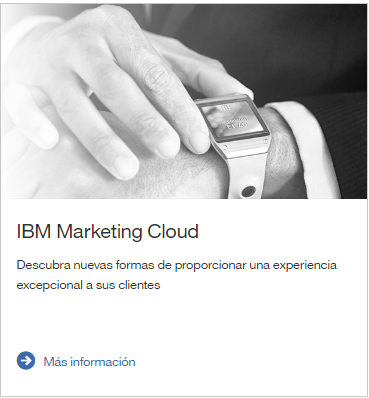 IBM Marketing Cloud
Descubra nuevas formas de proporcionar una experiencia
excepcional a sus clientes
Más información